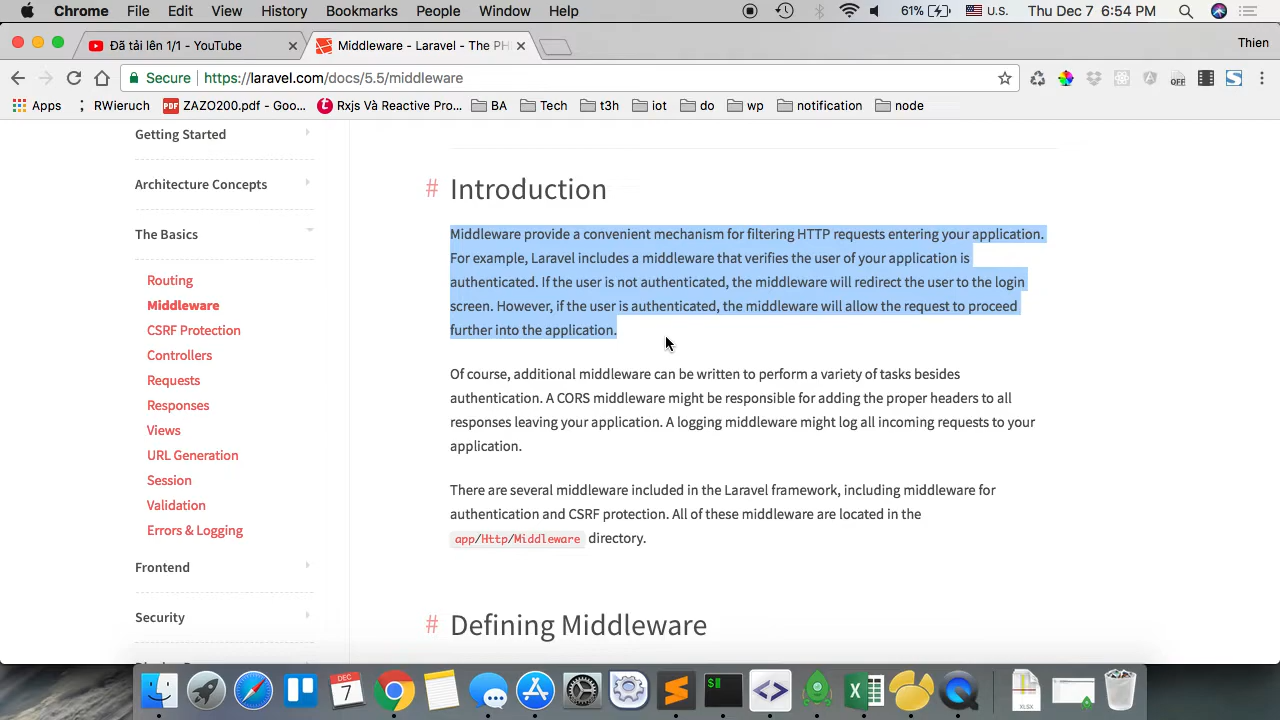 Chrome File Edit View History Bookmarks People Window Help 61% U.S. Thu Dec 7 6:54 PM
Đã tải lên 1/1 - YouTube Middleware - Laravel - The PH Thien
Secure https://laravel.com/docs/5.5/middleware
Apps RWieruch ZAZO200.pdf - Goo... Rxjs Và Reactive Pro... BA Tech t3h iot do wp notification node
Getting Started
Architecture Concepts
The Basics
Routing
Middleware
CSRF Protection
Controllers
Requests
Responses
Views
URL Generation
Session
Validation
Errors & Logging
Frontend
Security
# Introduction
Middleware provide a convenient mechanism for filtering HTTP requests entering your application.
For example, Laravel includes a middleware that verifies the user of your application is
authenticated. If the user is not authenticated, the middleware will redirect the user to the login
screen. However, if the user is authenticated, the middleware will allow the request to proceed
further into the application.
Of course, additional middleware can be written to perform a variety of tasks besides
authentication. A CORS middleware might be responsible for adding the proper headers to all
responses leaving your application. A logging middleware might log all incoming requests to your
application.
There are several middleware included in the Laravel framework, including middleware for
authentication and CSRF protection. All of these middleware are located in the
app/Http/Middleware directory.
# Defining Middleware
DEC
7
XLSX